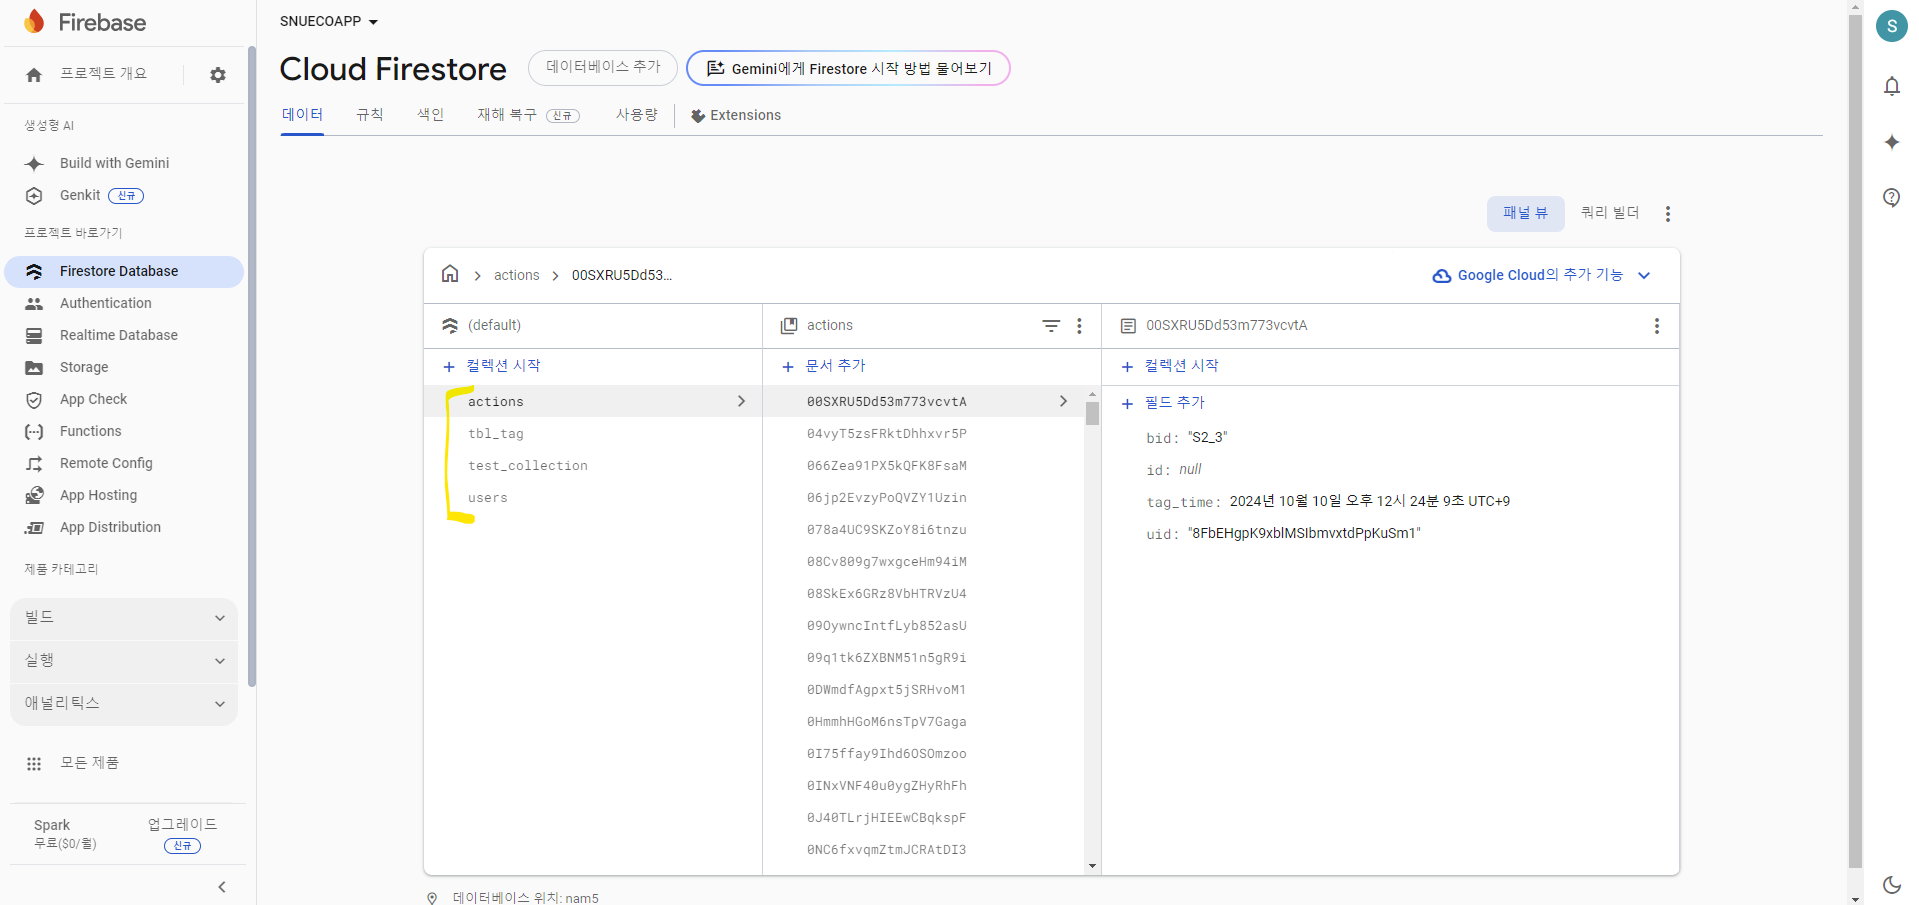 Firebase
프로젝트 개요
생성형 AI
Build with Gemini
Genkit 신규
프로젝트 바로가기
Firestore Database
Authentication
Realtime Database
Storage
App Check
Functions
Remote Config
App Hosting
App Distribution
제품 카테고리
빌드
실행
애널리틱스
모든 제품
Spark
무료($0/월)
업그레이드
신규
SNUECOAPP
Cloud Firestore
데이터베이스 추가
Gemini에게 Firestore 시작 방법 물어보기
데이터 규칙 색인 재해 복구 신규 사용량 Extensions
패널 뷰 쿼리 빌더
actions 00SXRU5Dd53...
Google Cloud의 추가 기능
(default)
컬렉션 시작
actions
tbl_tag
test_collection
users
actions
문서 추가
00SXRU5Dd53m773vcvtA
04vyT5zsFRktDhhxvr5P
066Zea91PX5kQFK8FsaM
06jp2EvzyPoQVZY1Uzin
078a4UC9SKZoY8i6tnzu
08Cv809g7wxgceHm94iM
08SkEx6GRz8VbHTRVzU4
09OywncIntfLyb852asU
09q1tk6ZXBNM51n5gR9i
0DWmdfAgpxt5jSRHvoM1
0HmmhHGoM6nsTpV7Gaga
0I75ffay9Ihd6OSOmzoo
0INxVNF40u0ygZHyRhFh
0J40TLrjHIEEwCBqkspF
0NC6fxvqmZtmJCRAtDI3
00SXRU5Dd53m773vcvtA
컬렉션 시작
필드 추가
bid: "S2_3"
id: null
tag_time: 2024년 10월 10일 오후 12시 24분 9초 UTC+9
uid: "8FbEHgpK9xblMSIbmvxtdPpKuSm1"
데이터베이스 위치: nam5
S